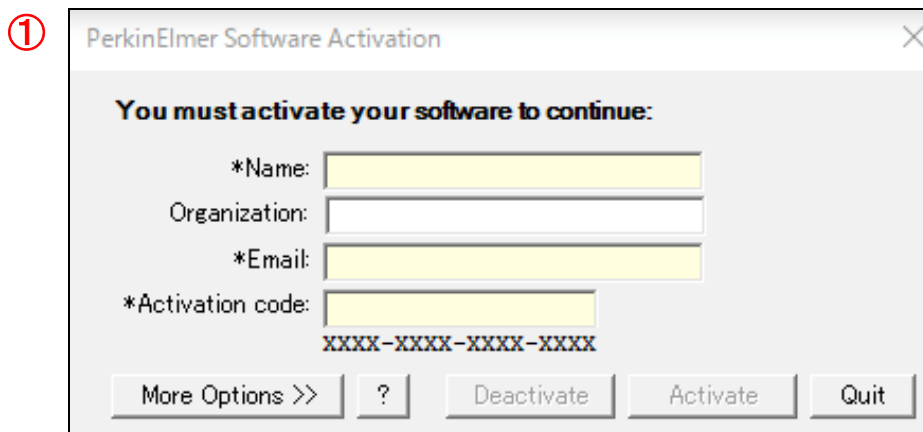 ①
PerkinElmer Software Activation
You must activate your software to continue:
*Name:
Organization:
*Email:
*Activation code:
XXXX-XXXX-XXXX-XXXX
More Options >> ? Deactivate Activate Quit